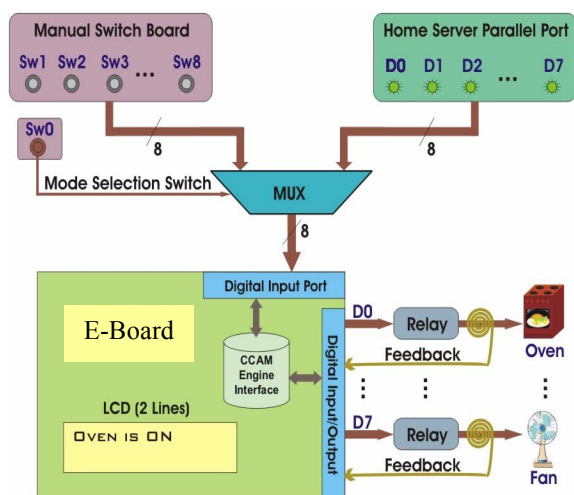 Manual Switch Board
Sw1 Sw2 Sw3 ... Sw8
Home Server Parallel Port
D0 D1 D2 ... D7
Sw0
8
8
Mode Selection Switch
MUX
8
Digital Input Port
E-Board
CCAM
Engine
Interface
Digital Input/Output
LCD (2 Lines)
OVEN IS ON
D0
Relay
Feedback
Oven
D7
Relay
Feedback
Fan